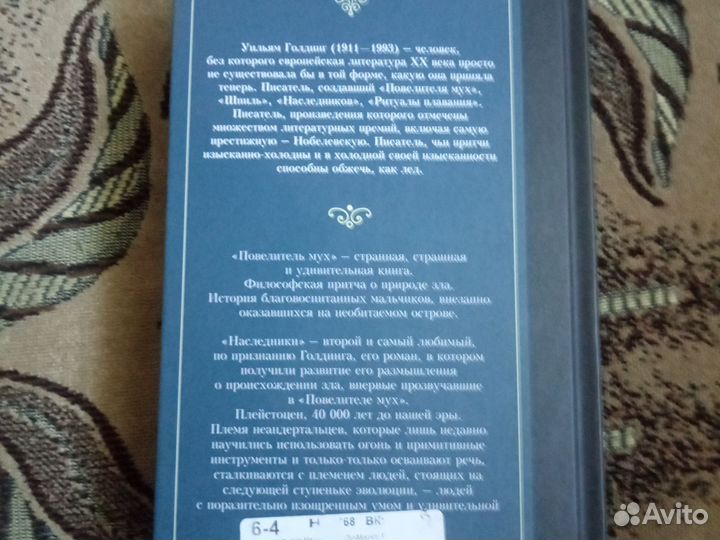 Уильям Голдинг (1911—1993) — человек,
без которого европейская литература XX века просто
не существовала бы в той форме, какую она приняла
теперь. Писатель, создавший «Повелителя мух»,
«Шпиль», «Наследников», «Ритуалы плавания».
Писатель, произведения которого отмечены
множеством литературных премий, включая самую
престижную — Нобелевскую. Писатель, чьи притчи
изысканно-холодны и в холодной своей изысканности
способны обжечь, как лед.
«Повелитель мух» — странная, страшная
и удивительная книга.
Философская притча о природе зла.
История благовоспитанных мальчиков, внезапно
оказавшихся на необитаемом острове.
«Наследники» — второй и самый любимый,
по признанию Голдинга, его роман, в котором
получили развитие его размышления
о происхождении зла, впервые прозвучавшие
в «Повелителе мух».
Плейстоцен, 40 000 лет до нашей эры.
Племя неандертальцев, которые лишь недавно
научились использовать огонь и примитивные
инструменты и только-только осваивают речь,
сталкиваются с племенем людей, стоящих на
следующей ступеньке эволюции, — людей
с поразительно изощренным умом и удивительной
6-4 Н 68 ВК
Avito